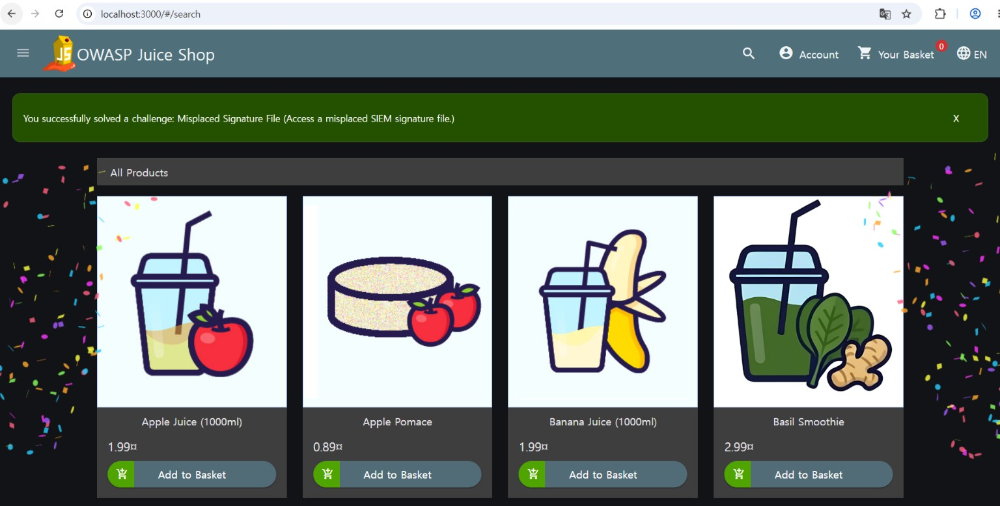 localhost:3000/#/search
JS OWASP Juice Shop
Account
Your Basket 0
EN
You successfully solved a challenge: Misplaced Signature File (Access a misplaced SIEM signature file.) X
All Products
Apple Juice (1000ml)
1.99¤
Add to Basket
Apple Pomace
0.89¤
Add to Basket
Banana Juice (1000ml)
1.99¤
Add to Basket
Basil Smoothie
2.99¤
Add to Basket